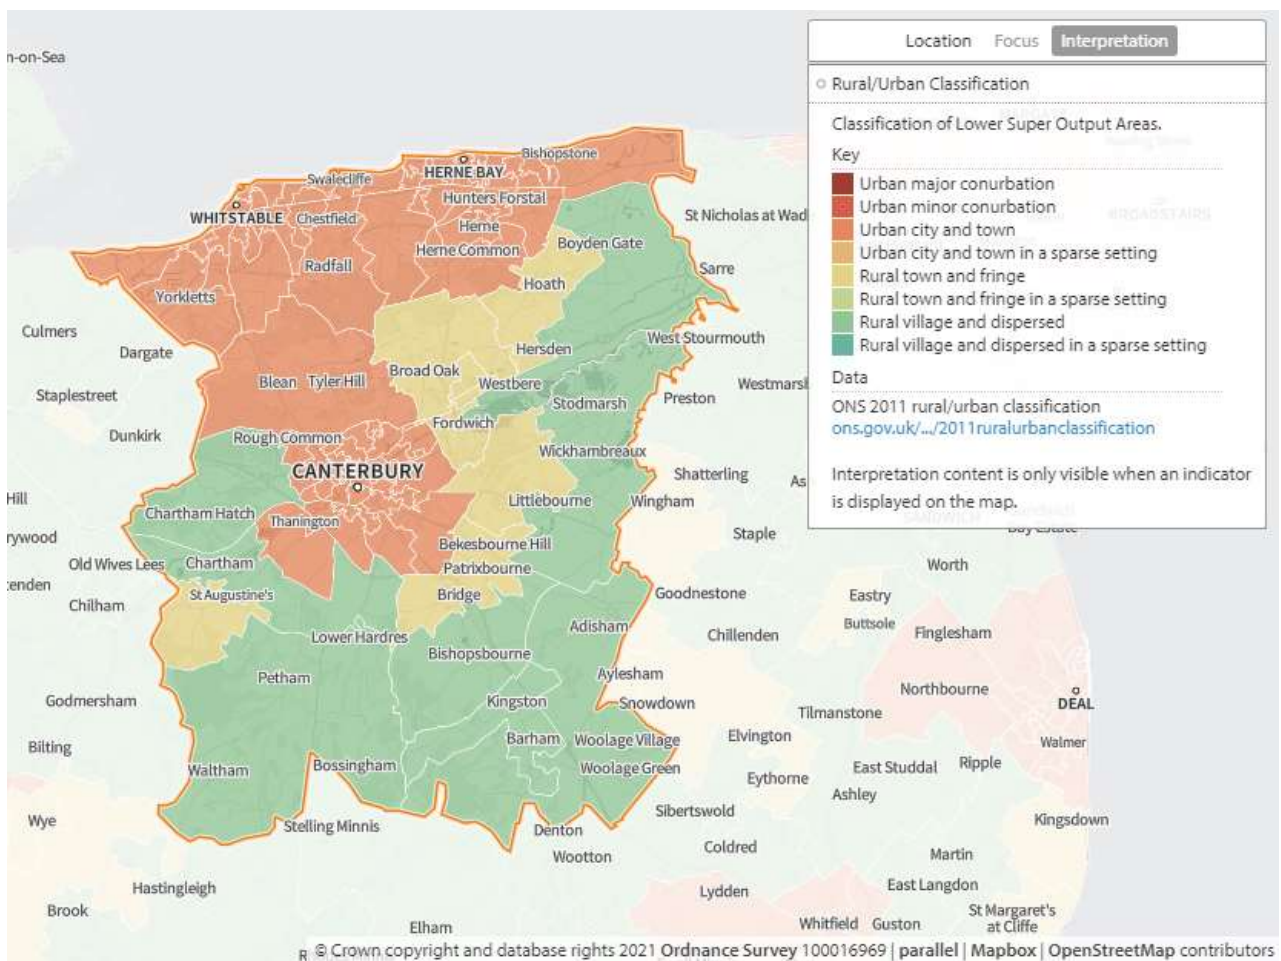 Location Focus Interpretation
Rural/Urban Classification
Classification of Lower Super Output Areas.
Key
Urban major conurbation
Urban minor conurbation
Urban city and town
Urban city and town in a sparse setting
Rural town and fringe
Rural town and fringe in a sparse setting
Rural village and dispersed
Rural village and dispersed in a sparse setting
Data
ONS 2011 rural/urban classification
ons.gov.uk/.../2011ruralurbanclassification
Interpretation content is only visible when an indicator
is displayed on the map.
n-on-Sea
Bishopstone
HERNE BAY
Swalecliffe
Hunters Forstal
WHITSTABLE
Chestfield
St Nicholas at Wad
Herne
Boyden Gate
Herne Common
Radfall
Sarre
Hoath
Yorkletts
Culmers
West Stourmouth
Dargate
Hersden
Broad Oak
Blean
Tyler Hill
Westbere
Westmarsh
Staplestreet
Preston
Stodmarsh
Fordwich
Dunkirk
Rough Common
Wickhambreaux
CANTERBURY
Shatterling
As
Hill
Littlebourne
Wingham
Chartham Hatch
Thanington
SANDWICH
Bay Estate
rywood
Staple
Bekesbourne Hill
Old Wives Lees
Chartham
Patrixbourne
Worth
tenden
St Augustine's
Bridge
Goodnestone
Eastry
Chilham
Buttsole
Adisham
Finglesham
Lower Hardres
Chillenden
Bishopsbourne
Petham
Aylesham
Northbourne
Godmersham
Kingston
Snowdown
DEAL
Tilmanstone
Barham
Woolage Village
Elvington
Walmer
Bilting
Waltham
Bossingham
Woolage Green
East Studdal
Ripple
Eythorne
Ashley
Wye
Stelling Minnis
Sibertswold
Kingsdown
Denton
Wootton
Coldred
Martin
Hastingleigh
Lydden
East Langdon
Brook
St Margaret's
at Cliffe
Elham
Whitfield
Guston
BROADSTAIRS
R
© Crown copyright and database rights 2021 Ordnance Survey 100016969 | parallel | Mapbox | OpenStreetMap contributors